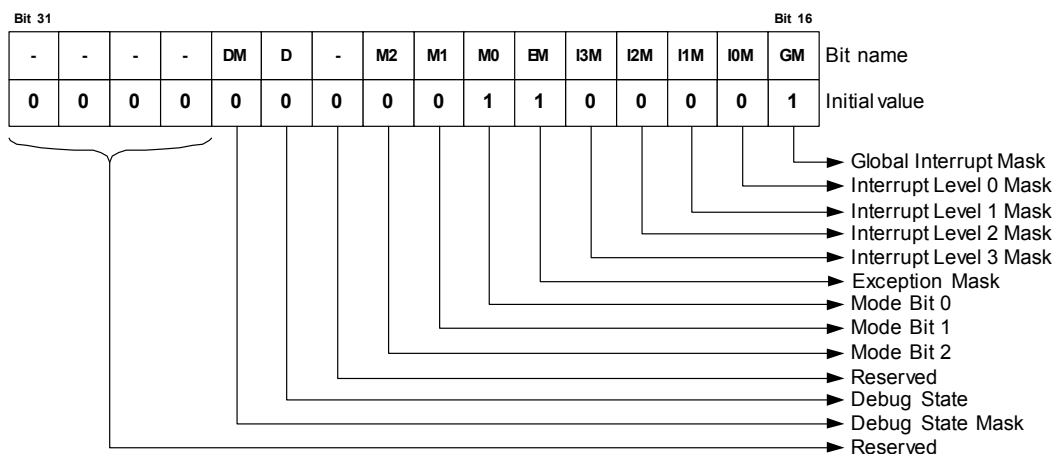 Bit 31 Bit 16
- - - - DM D - M2 M1 M0 EM I3M I2M I1M I0M GM Bit name
0 0 0 0 0 0 0 0 0 1 1 0 0 0 0 1 Initial value
Global Interrupt Mask
Interrupt Level 0 Mask
Interrupt Level 1 Mask
Interrupt Level 2 Mask
Interrupt Level 3 Mask
Exception Mask
Mode Bit 0
Mode Bit 1
Mode Bit 2
Reserved
Debug State
Debug State Mask
Reserved